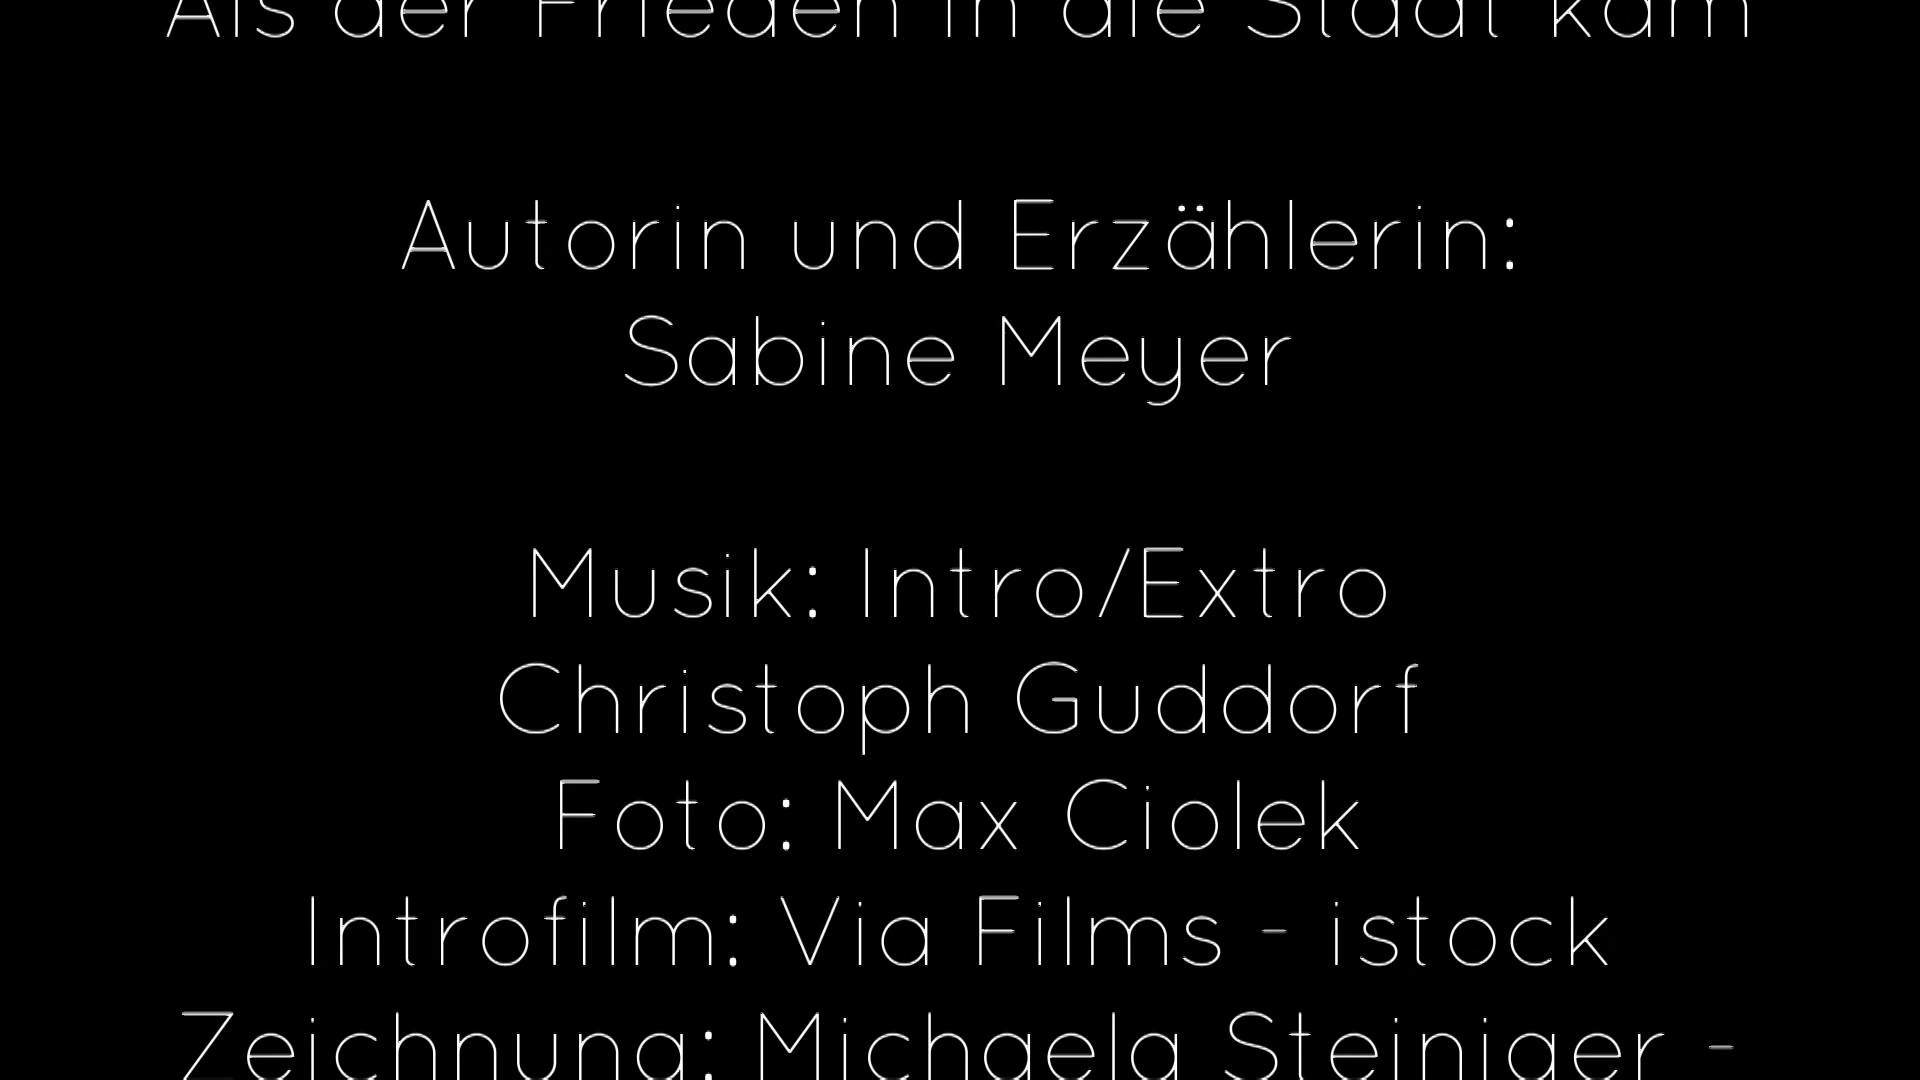 Als der Frieden in die Stadt kam
Autorin und Erzählerin:
Sabine Meyer
Musik: Intro/Extro
Christoph Guddorf
Foto: Max Ciolek
Introfilm: Via Films - istock
Zeichnung: Michaela Steiniger -